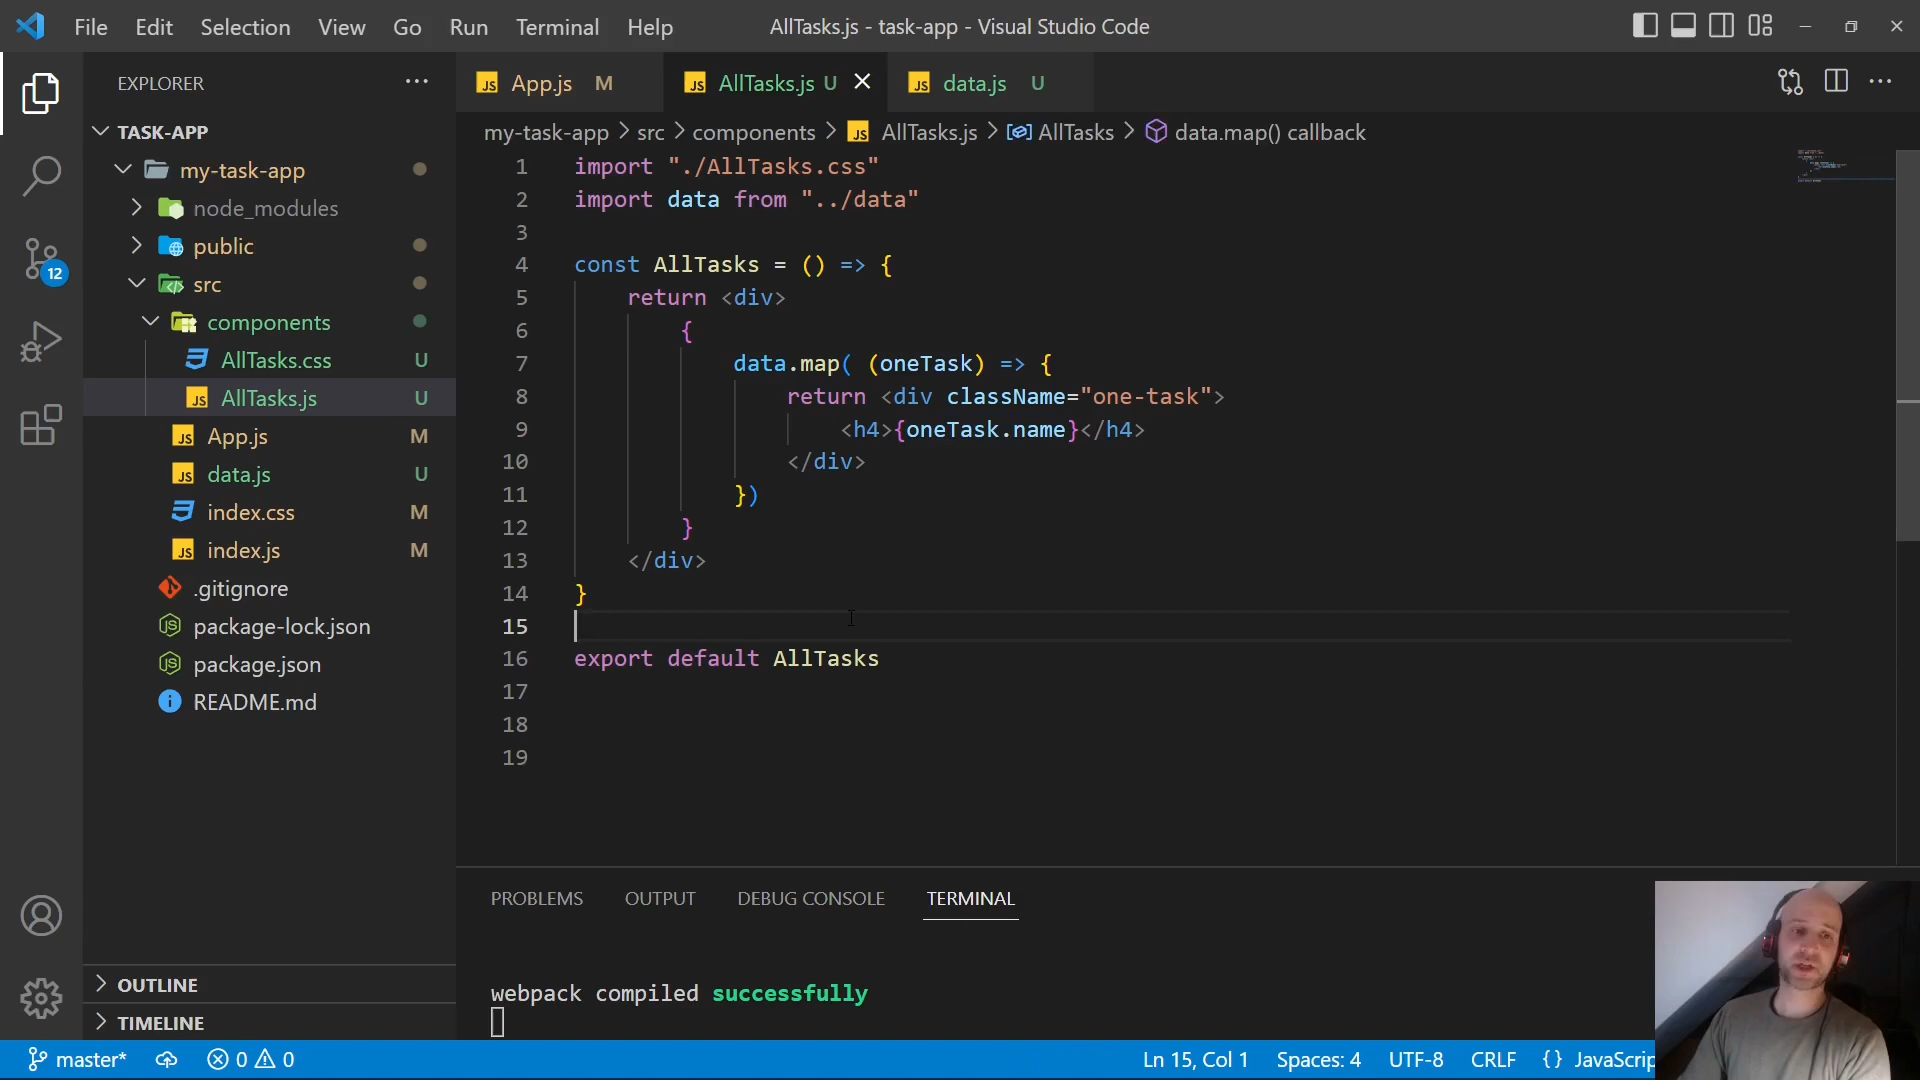 File Edit Selection View Go Run Terminal Help AllTasks.js - task-app - Visual Studio Code
EXPLORER
TASK-APP
my-task-app
node_modules
public
src
components
AllTasks.css U
AllTasks.js U
App.js M
data.js U
index.css M
index.js M
.gitignore
package-lock.json
package.json
README.md
OUTLINE
TIMELINE
12
JS App.js M JS AllTasks.js U JS data.js U
my-task-app > src > components > JS AllTasks.js > AllTasks > data.map() callback
1 import "./AllTasks.css"
2 import data from "../data"
3
4 const AllTasks = () => {
5 return <div>
6 {
7 data.map( (oneTask) => {
8 return <div className="one-task">
9 <h4>{oneTask.name}</h4>
10 </div>
11 })
12 }
13 </div>
14 }
15
16 export default AllTasks
17
18
19
PROBLEMS OUTPUT DEBUG CONSOLE TERMINAL
webpack compiled successfully
master* 0 0 Ln 15, Col 1 Spaces: 4 UTF-8 CRLF {} JavaScrip